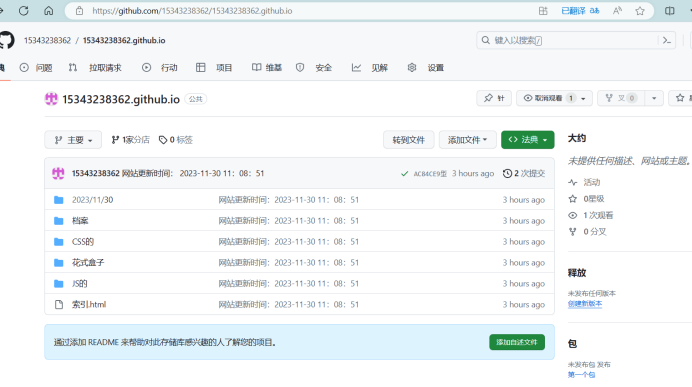 https://github.com/15343238362/15343238362.github.io
已翻译
15343238362 / 15343238362.github.io
键入以搜索/
问题 拉取请求 行动 项目 维基 安全 见解 设置
15343238362.github.io 公共
针 取消观看 1 叉 0
主要 1家分店 0 标签
转到文件 添加文件 法典
15343238362 网站更新时间: 2023-11-30 11: 08: 51
AC84CE9型 3 hours ago 2 次提交
2023/11/30 网站更新时间: 2023-11-30 11: 08: 51 3 hours ago
档案 网站更新时间: 2023-11-30 11: 08: 51 3 hours ago
CSS的 网站更新时间: 2023-11-30 11: 08: 51 3 hours ago
花式盒子 网站更新时间: 2023-11-30 11: 08: 51 3 hours ago
JS的 网站更新时间: 2023-11-30 11: 08: 51 3 hours ago
索引.html 网站更新时间: 2023-11-30 11: 08: 51 3 hours ago
通过添加 README 来帮助对此存储库感兴趣的人了解您的项目。
添加自述文件
大约
未提供任何描述、网站或主题。
活动
0星级
1 次观看
0 分叉
释放
未发布任何版本
创建新版本
包
未发布包 发布
第一个包